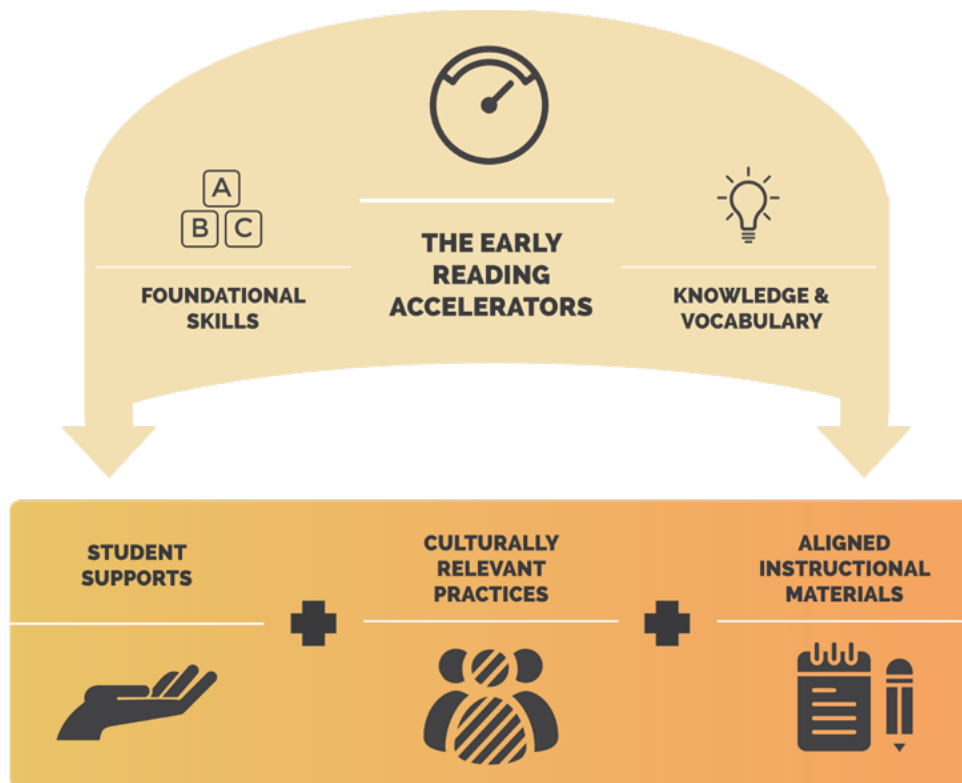 A
B C
FOUNDATIONAL
SKILLS
THE EARLY
READING
ACCELERATORS
KNOWLEDGE &
VOCABULARY
STUDENT
SUPPORTS
CULTURALLY
RELEVANT
PRACTICES
ALIGNED
INSTRUCTIONAL
MATERIALS